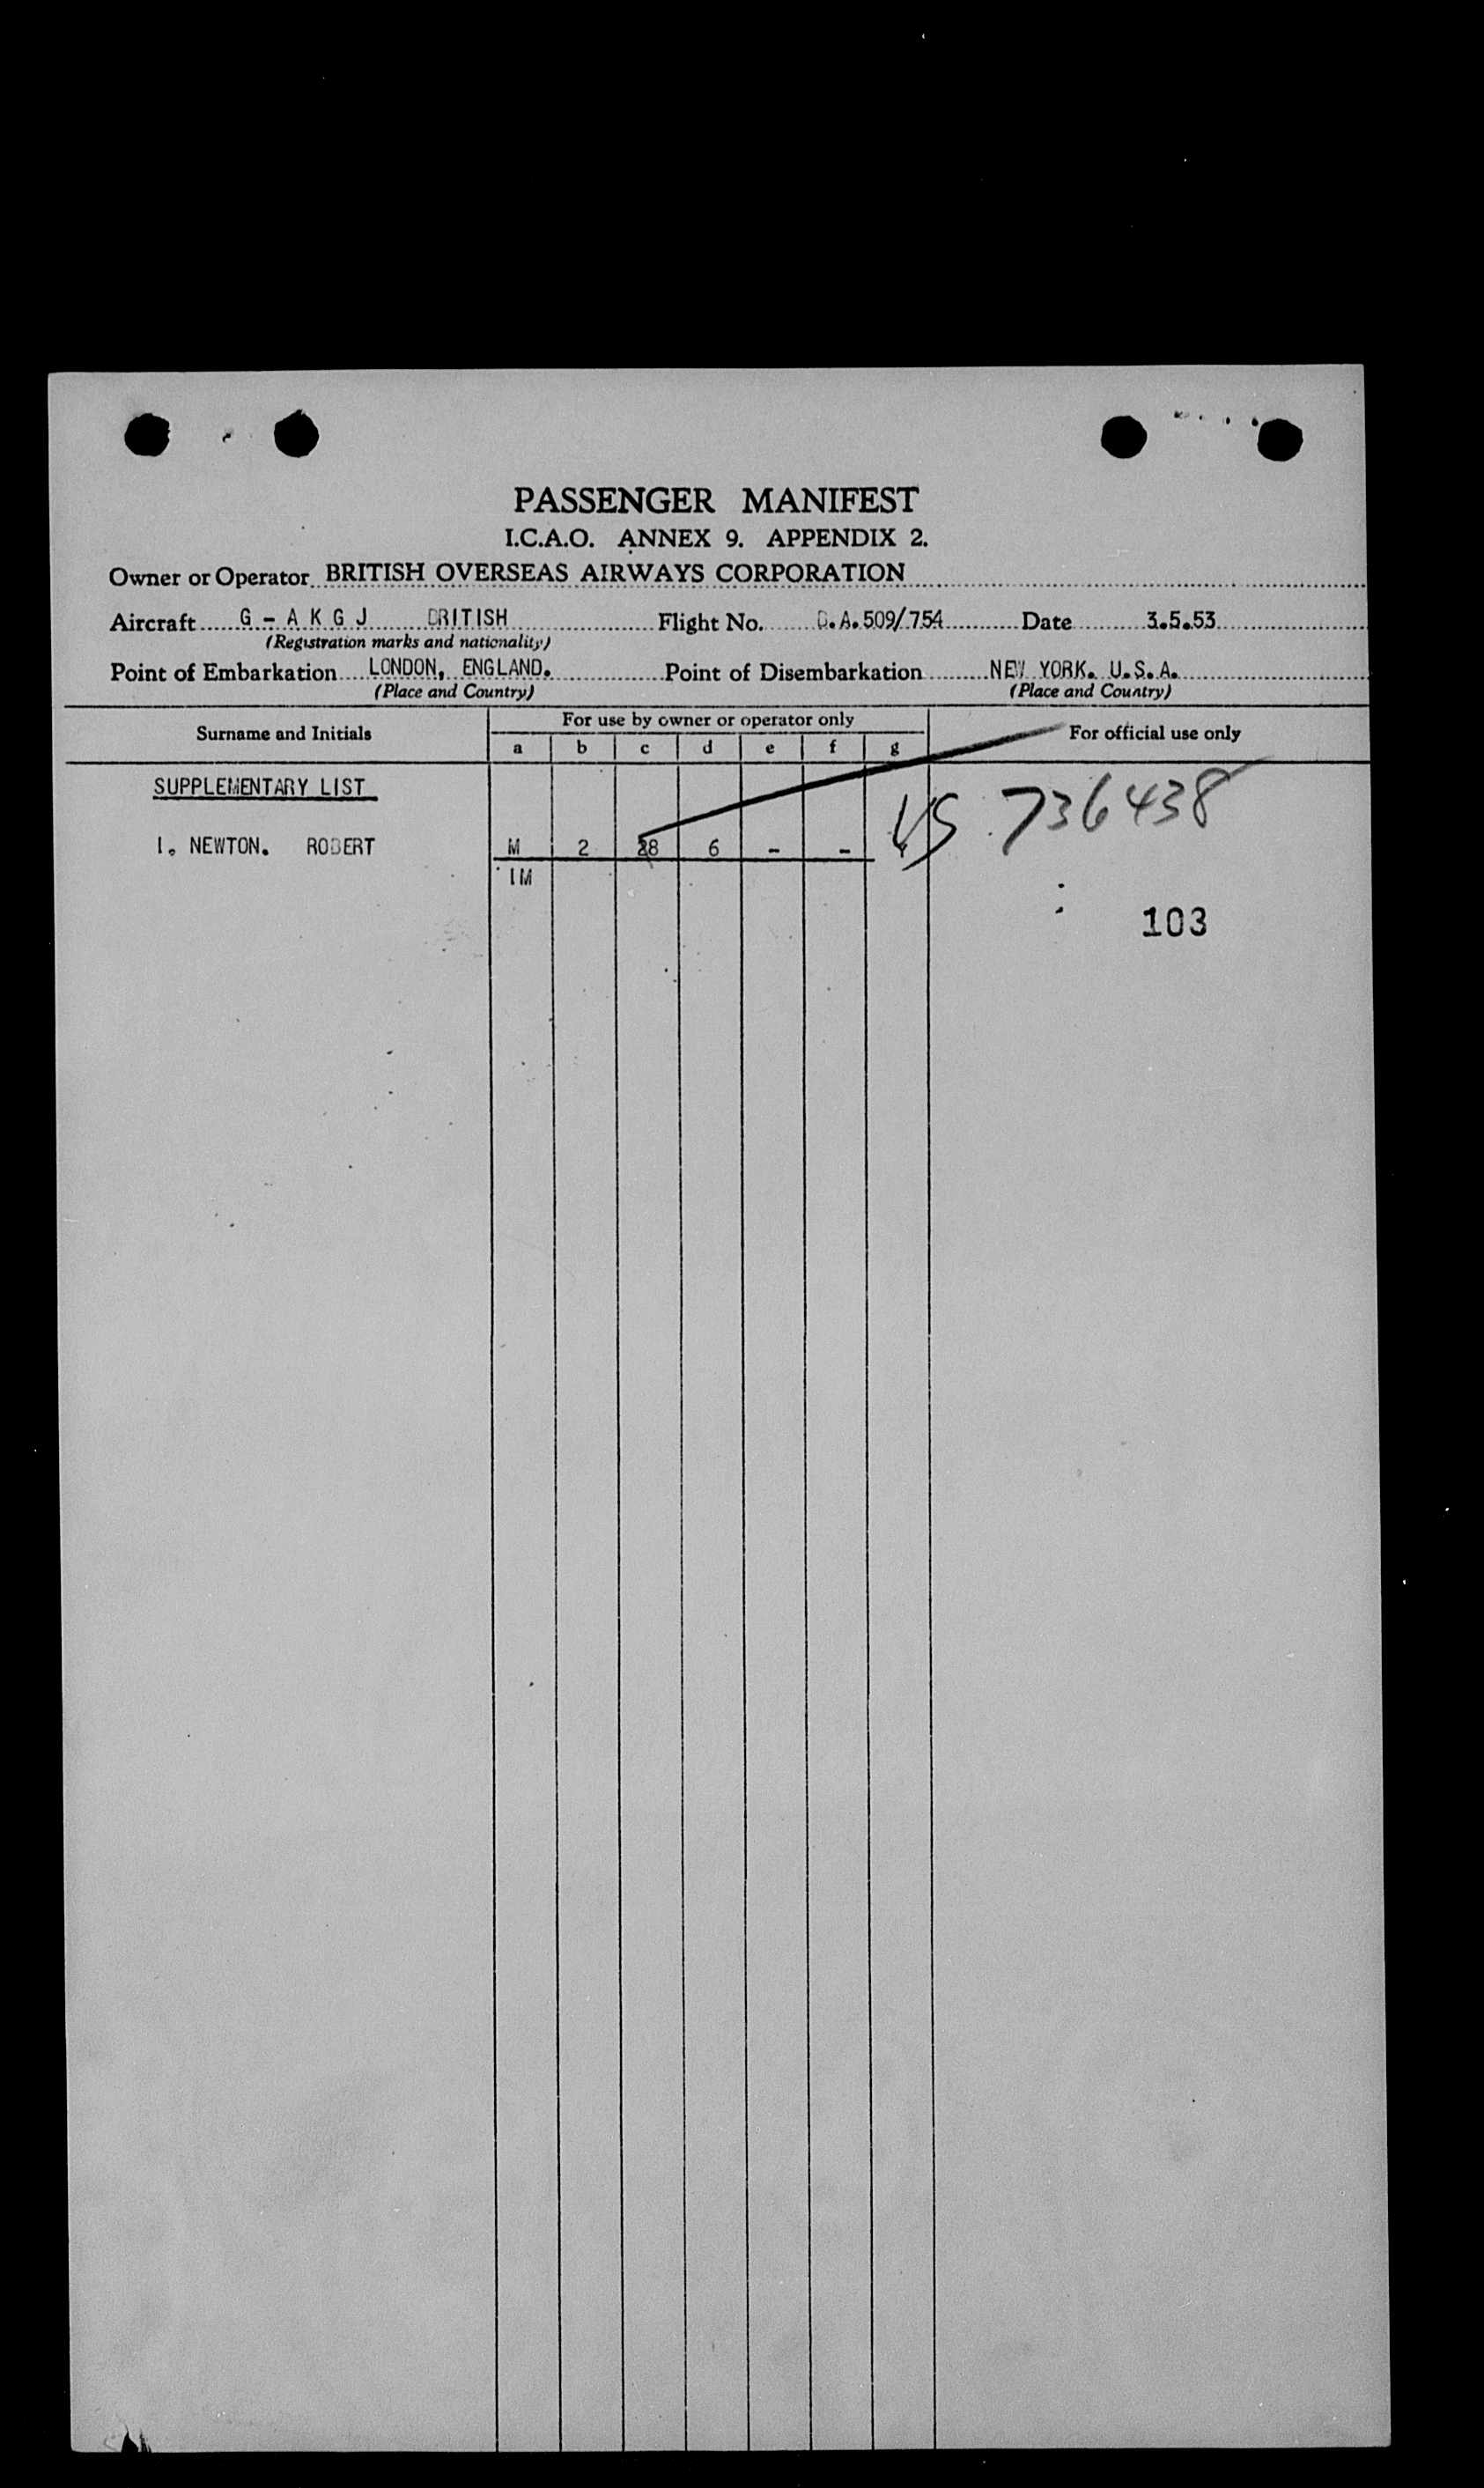 PASSENGER MANIFEST
I.C.A.O. ANNEX 9. APPENDIX 2.
Owner or Operator BRITISH OVERSEAS AIRWAYS CORPORATION
Aircraft G - A K G J BRITISH Flight No. B.A.509/754 Date 3.5.53
(Registration marks and nationality)
Point of Embarkation LONDON, ENGLAND. Point of Disembarkation NEW YORK. U.S.A.
(Place and Country) (Place and Country)
Surname and Initials For use by owner or operator only For official use only
a b c d e f g
SUPPLEMENTARY LIST
1. NEWTON. ROBERT M 2 28 6 - - VS 736438
1M
103